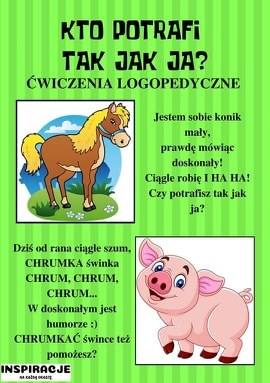 KTO POTRAFI
TAK JAK JA?
ĆWICZENIA LOGOPEDYCZNE
Jestem sobie konik
mały,
prawdę mówiąc
doskonały!
Ciągle robię I HA HA!
Czy potrafisz tak jak
ja?
Dziś od rana ciągle szum,
CHRUMKA świnka
CHRUM, CHRUM,
CHRUM...
W doskonałym jest
humorze :)
CHRUMKAĆ śwince też
pomożesz?
INSPIRACJE
na każdą okazję